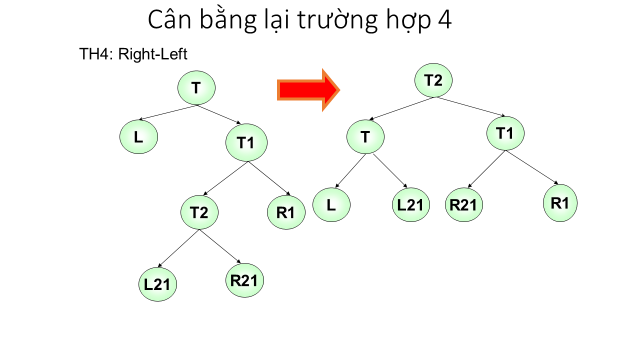 Cân bằng lại trường hợp 4
TH4: Right-Left
T
L
T1
T2
R1
L21
R21
T2
T
T1
L
L21
R21
R1